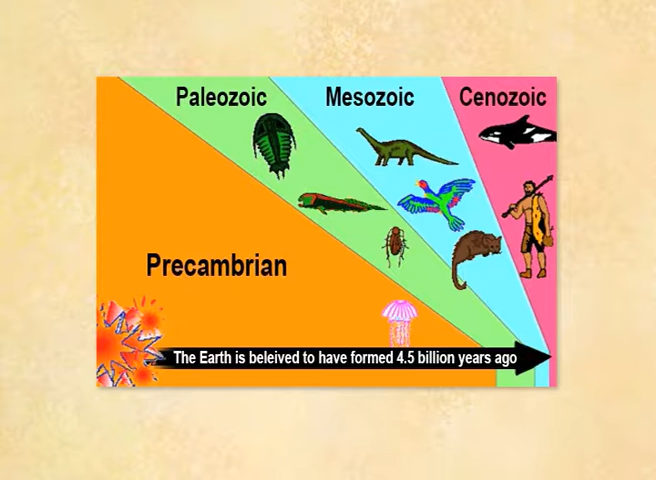 Paleozoic
Mesozoic
Cenozoic
Precambrian
The Earth is beleived to have formed 4.5 billion years ago